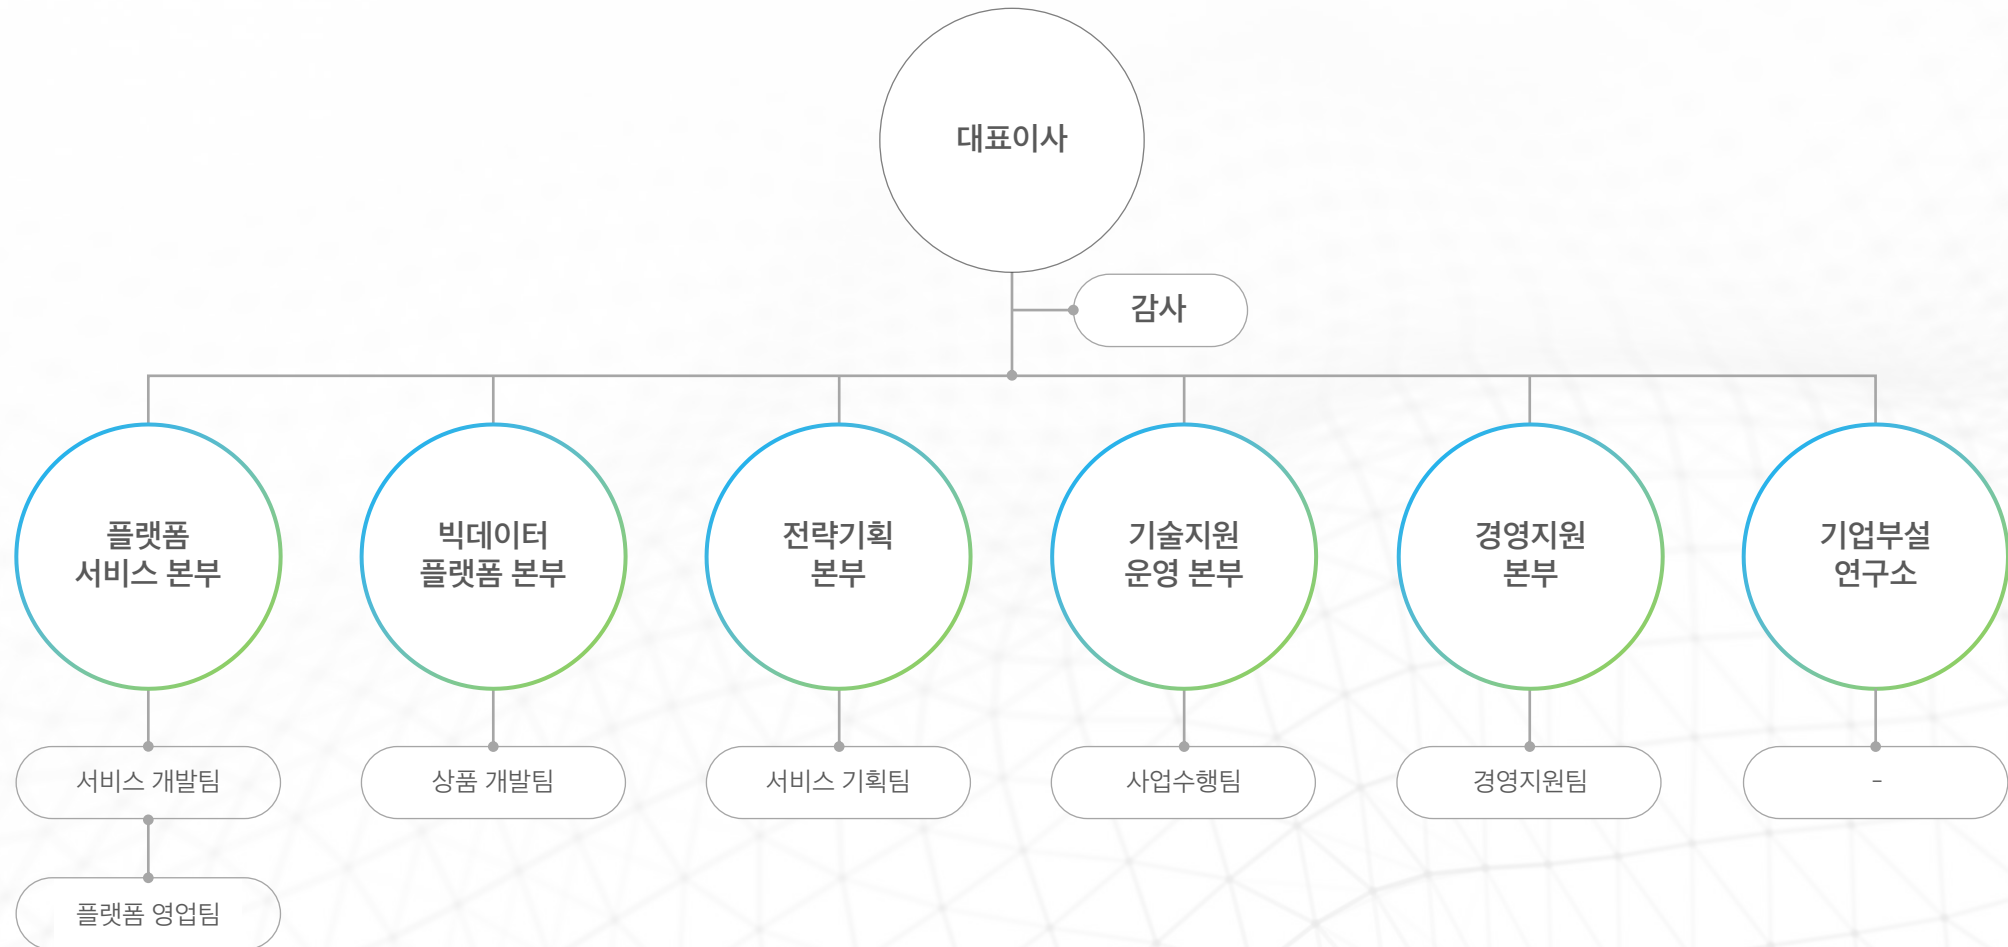 대표이사
감사
플랫폼
서비스 본부
빅데이터
플랫폼 본부
전략기획
본부
기술지원
운영 본부
경영지원
본부
기업부설
연구소
서비스 개발팀
상품 개발팀
서비스 기획팀
사업수행팀
경영지원팀
-
플랫폼 영업팀